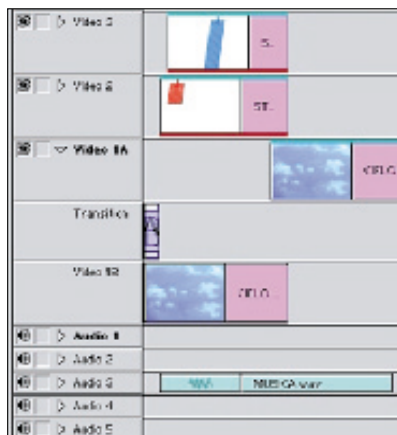 Video 3
S..
Video 2
ST..
Video 1A
CIELO
Transition
Video 1B
CIELO...
Audio 1
Audio 2
Audio 3 MUSICA.wav
Audio 4
Audio 5